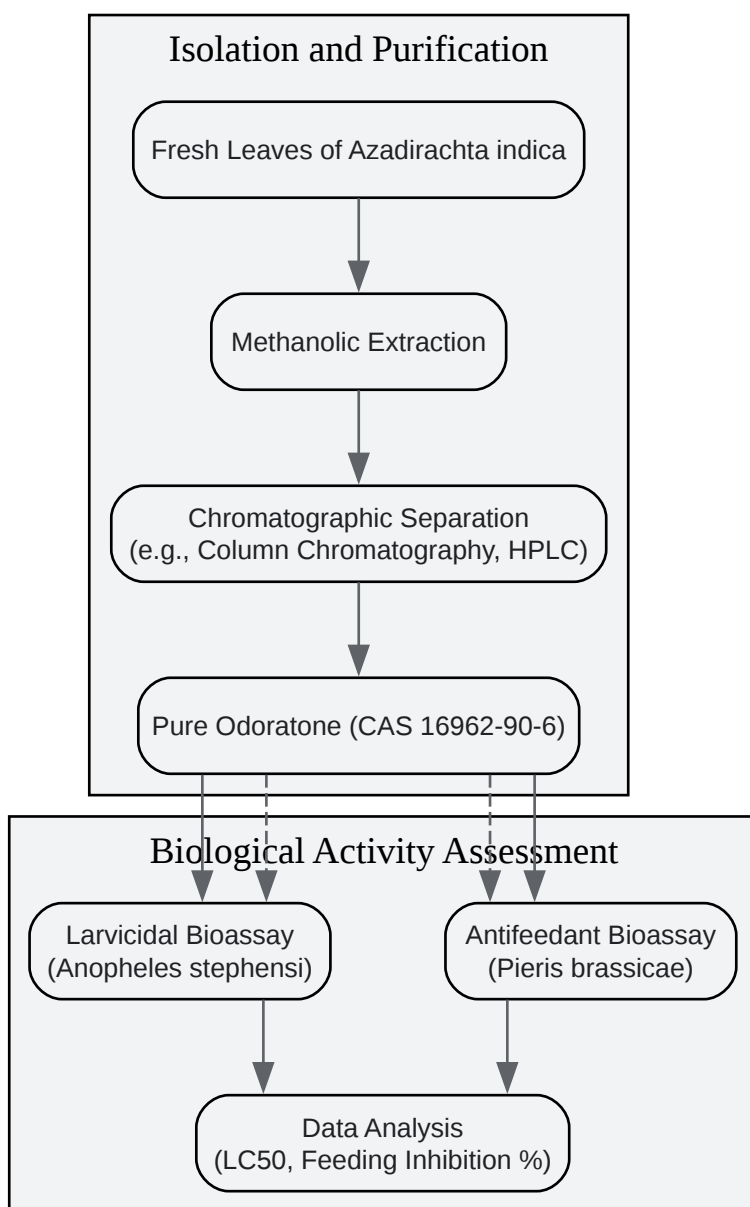 Isolation and Purification
Fresh Leaves of Azadirachta indica
Methanolic Extraction
Chromatographic Separation
(e.g., Column Chromatography, HPLC)
Pure Odoratone (CAS 16962-90-6)
Biological Activity Assessment
Larvicidal Bioassay
(Anopheles stephensi)
Antifeedant Bioassay
(Pieris brassicae)
Data Analysis
(LC50, Feeding Inhibition %)